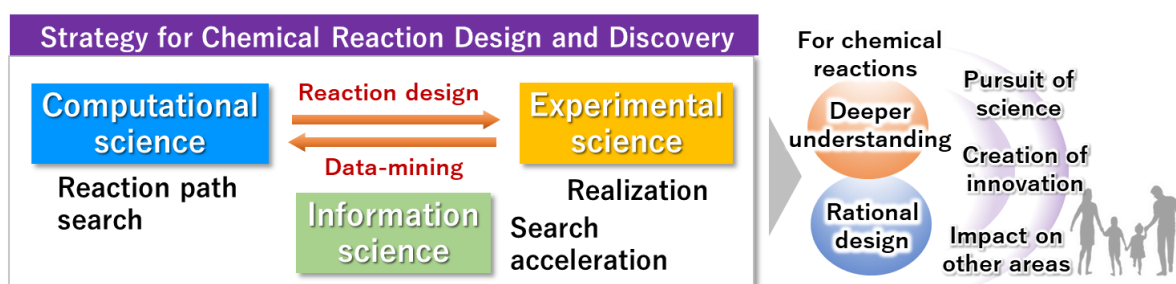 Strategy for Chemical Reaction Design and Discovery
Computational
science
Reaction path
search
Reaction design
Data-mining
Experimental
science
Realization
Information
science
Search
acceleration
For chemical
reactions
Deeper
understanding
Rational
design
Pursuit of
science
Creation of
innovation
Impact on
other areas